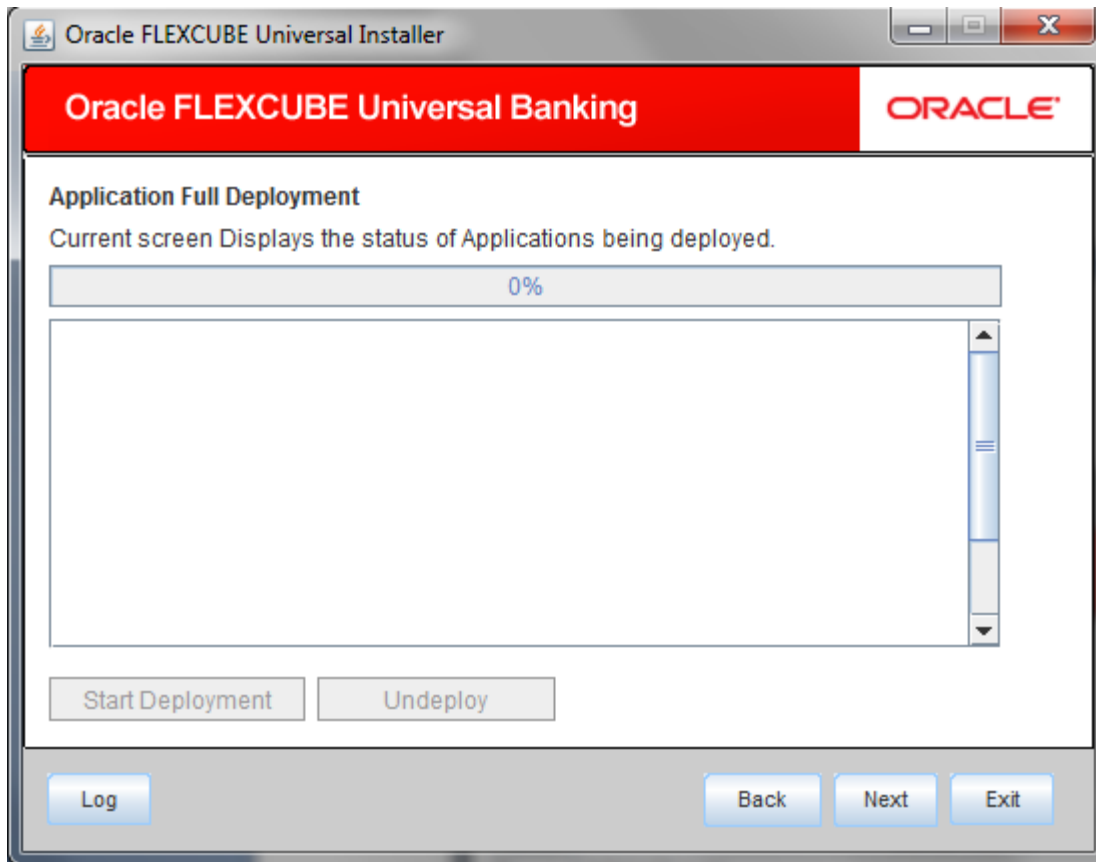 Oracle FLEXCUBE Universal Installer
Oracle FLEXCUBE Universal Banking
ORACLE
Application Full Deployment
Current screen Displays the status of Applications being deployed.
0%
Start Deployment Undeploy
Log Back Next Exit